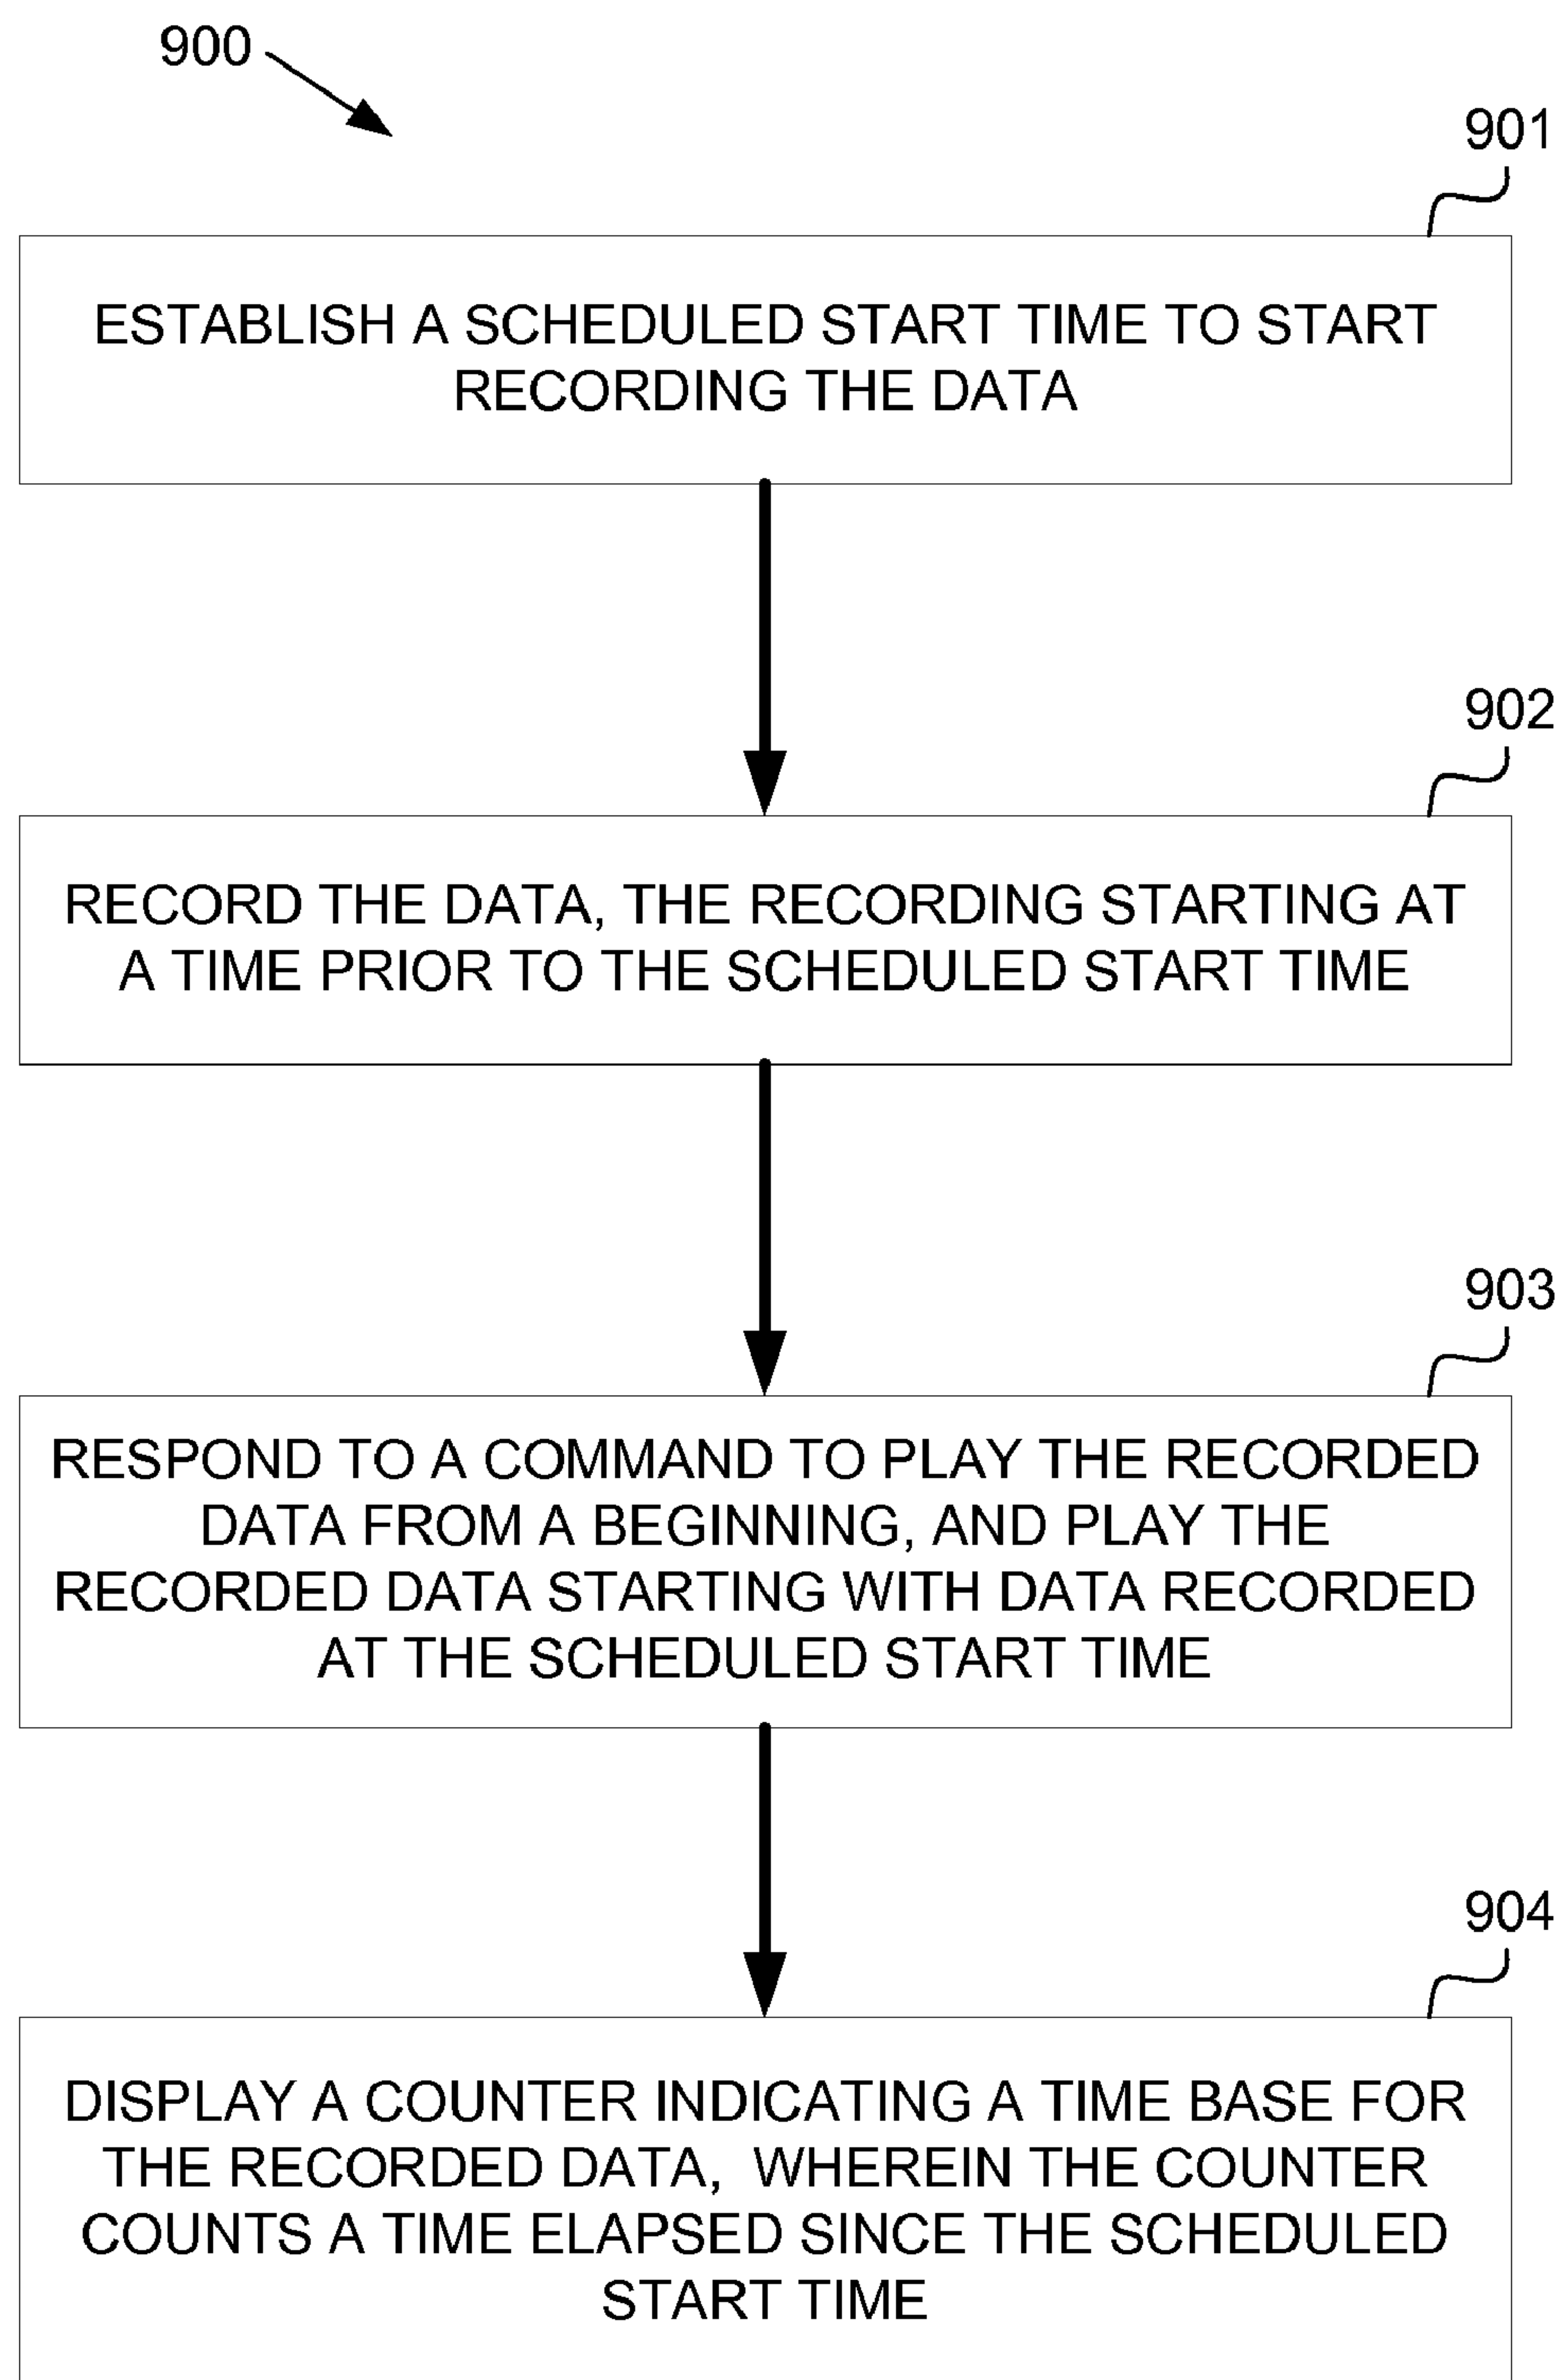 900
901
ESTABLISH A SCHEDULED START TIME TO START
RECORDING THE DATA
902
RECORD THE DATA, THE RECORDING STARTING AT
A TIME PRIOR TO THE SCHEDULED START TIME
903
RESPOND TO A COMMAND TO PLAY THE RECORDED
DATA FROM A BEGINNING, AND PLAY THE
RECORDED DATA STARTING WITH DATA RECORDED
AT THE SCHEDULED START TIME
904
DISPLAY A COUNTER INDICATING A TIME BASE FOR
THE RECORDED DATA, WHEREIN THE COUNTER
COUNTS A TIME ELAPSED SINCE THE SCHEDULED
START TIME